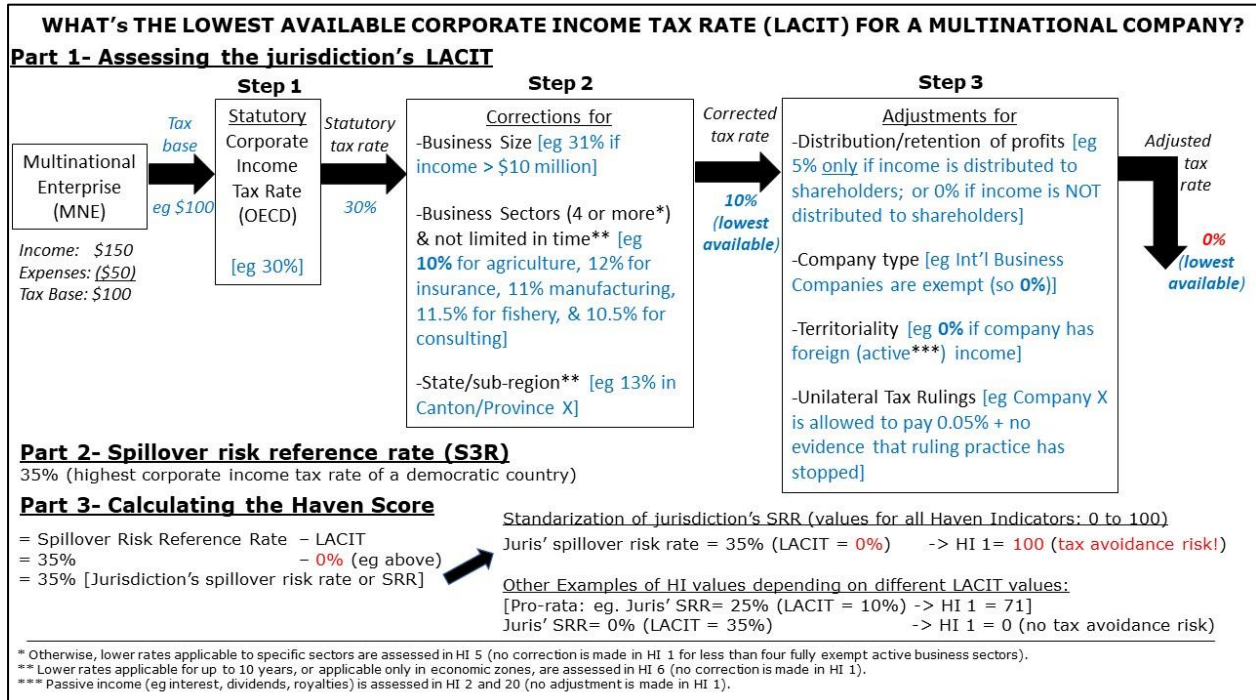 WHAT's THE LOWEST AVAILABLE CORPORATE INCOME TAX RATE (LACIT) FOR A MULTINATIONAL COMPANY?
Part 1- Assessing the jurisdiction's LACIT
Multinational
Enterprise
(MNE)
Income: $150
Expenses: ($50)
Tax Base: $100
Tax
base
eg $100
Step 1
Statutory
Corporate
Income
Tax Rate
(OECD)
[eg 30%]
Statutory
tax rate
30%
Step 2
Corrections for
-Business Size [eg 31% if
income > $10 million]
-Business Sectors (4 or more*)
& not limited in time** [eg
10% for agriculture, 12% for
insurance, 11% manufacturing,
11.5% for fishery, & 10.5% for
consulting]
-State/sub-region** [eg 13% in
Canton/Province X]
Corrected
tax rate
10%
(lowest
available)
Step 3
Adjustments for
-Distribution/retention of profits [eg
5% only if income is distributed to
shareholders; or 0% if income is NOT
distributed to shareholders]
-Company type [eg Int'l Business
Companies are exempt (so 0%)]
-Territoriality [eg 0% if company has
foreign (active***) income]
-Unilateral Tax Rulings [eg Company X
is allowed to pay 0.05% + no
evidence that ruling practice has
stopped]
Adjusted
tax
rate
0%
(lowest
available)
Part 2- Spillover risk reference rate (S3R)
35% (highest corporate income tax rate of a democratic country)
Part 3- Calculating the Haven Score
= Spillover Risk Reference Rate – LACIT
= 35% – 0% (eg above)
= 35% [Jurisdiction's spillover risk rate or SRR]
Standarization of jurisdiction's SRR (values for all Haven Indicators: 0 to 100)
Juris' spillover risk rate = 35% (LACIT = 0%) -> HI 1= 100 (tax avoidance risk!)
Other Examples of HI values depending on different LACIT values:
[Pro-rata: eg. Juris' SRR= 25% (LACIT = 10%) -> HI 1 = 71]
Juris' SRR= 0% (LACIT = 35%) -> HI 1 = 0 (no tax avoidance risk)
* Otherwise, lower rates applicable to specific sectors are assessed in HI 5 (no correction is made in HI 1 for less than four fully exempt active business sectors).
** Lower rates applicable for up to 10 years, or applicable only in economic zones, are assessed in HI 6 (no correction is made in HI 1).
*** Passive income (eg interest, dividends, royalties) is assessed in HI 2 and 20 (no adjustment is made in HI 1).